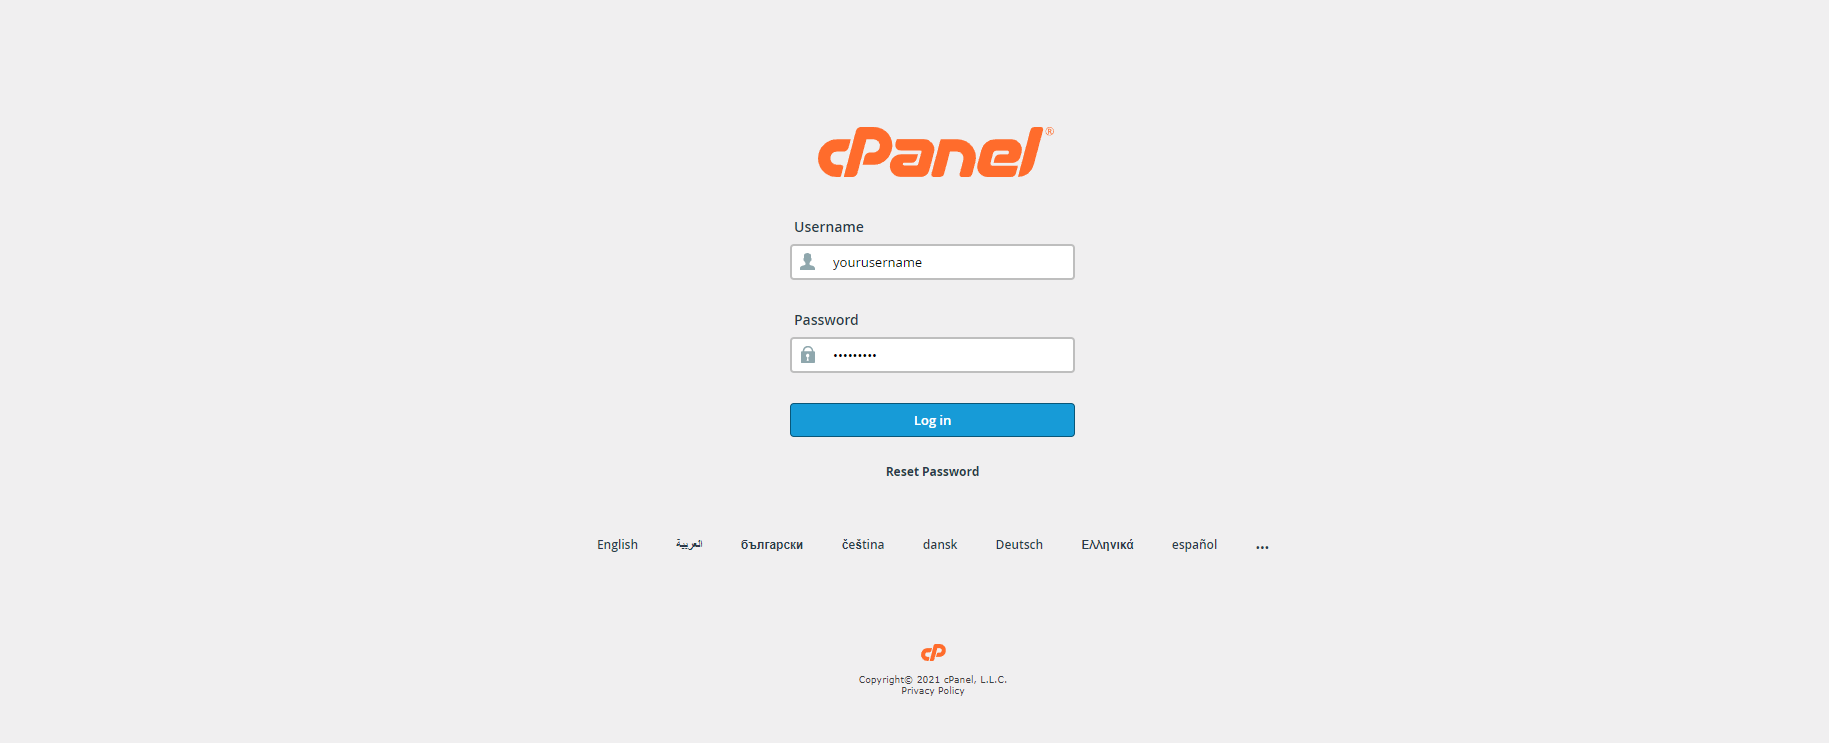 cPanel®
Username
yourusername
Password
•••••••••
Log in
Reset Password
English العربية български čeština dansk Deutsch Ελληνικά español ...
cP
Copyright© 2021 cPanel, L.L.C.
Privacy Policy